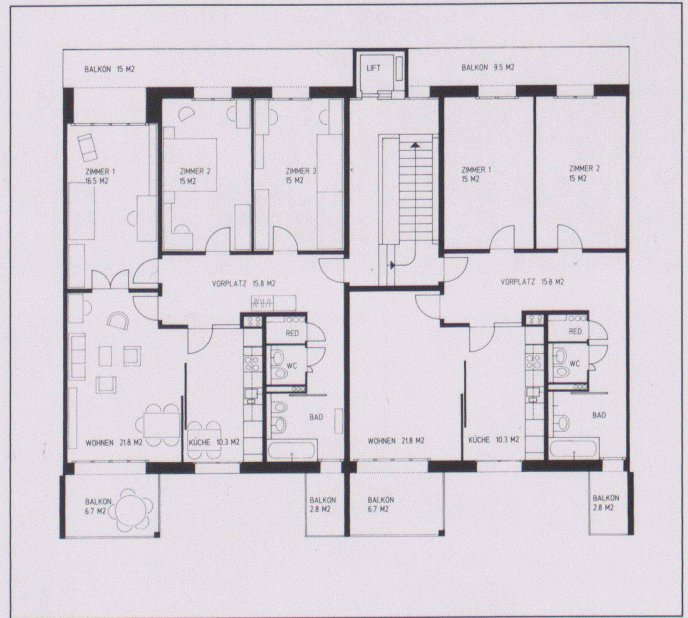 BALKON 15 M2
LIFT
BALKON 9.5 M2
ZIMMER 1
16.5 M2
ZIMMER 2
15 M2
ZIMMER 3
15 M2
ZIMMER 1
15 M2
ZIMMER 2
15 M2
VORPLATZ 15.8 M2
VORPLATZ 15.8 M2
RED.
WC
BAD
WOHNEN 21.8 M2
KÜCHE 10.3 M2
RED.
WC
BAD
WOHNEN 21.8 M2
KÜCHE 10.3 M2
BALKON
6.7 M2
BALKON
2.8 M2
BALKON
6.7 M2
BALKON
2.8 M2